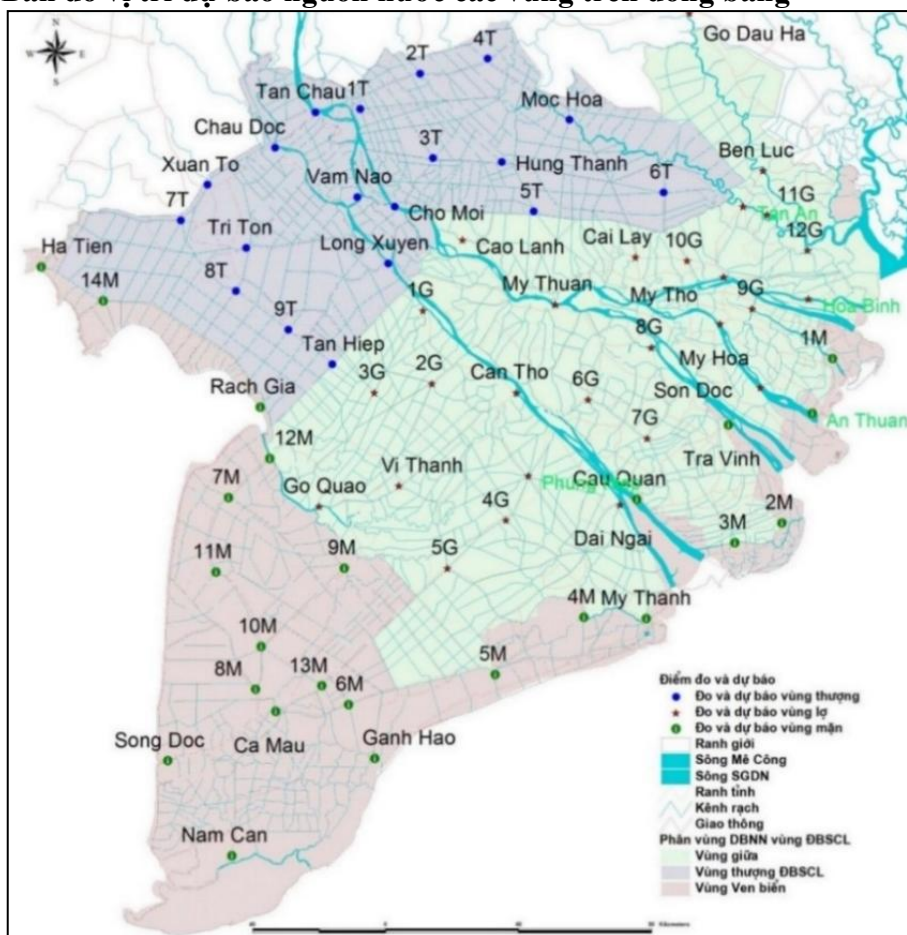 Bản đồ vị trí dự báo nguồn nước các vùng trên đồng bằng
Go Dau Ha
4T
2T
Tan Chau
1T
Moc Hoa
Chau Doc
3T
Ben Luc
Xuan To
Hung Thanh
Vam Nao
6T
11G
7T
5T
Tan An
Tri Ton
Cho Moi
12G
Long Xuyen
Cao Lanh
Cai Lay
10G
Ha Tien
8T
14M
1G
My Thuan
My Tho
9G
Hoa Binh
9T
8G
Tan Hiep
My Hoa
1M
3G
2G
Can Tho
6G
Rach Gia
Son Doc
An Thuan
7G
12M
Tra Vinh
Vi Thanh
7M
Go Quao
Cau Quan
4G
2M
3M
Dai Ngai
11M
9M
5G
4M
My Thanh
10M
8M
13M
6M
5M
Song Doc
Ca Mau
Ganh Hao
Nam Can
Điểm đo và dự báo
Đo và dự báo vùng thượng
Đo và dự báo vùng lợ
Đo và dự báo vùng mặn
Ranh giới
Sông Mê Công
Sông SGDN
Ranh tỉnh
Kênh rạch
Giao thông
Phân vùng DBNN vùng ĐBSCL
Vùng giữa
Vùng thượng ĐBSCL
Vùng Ven biển